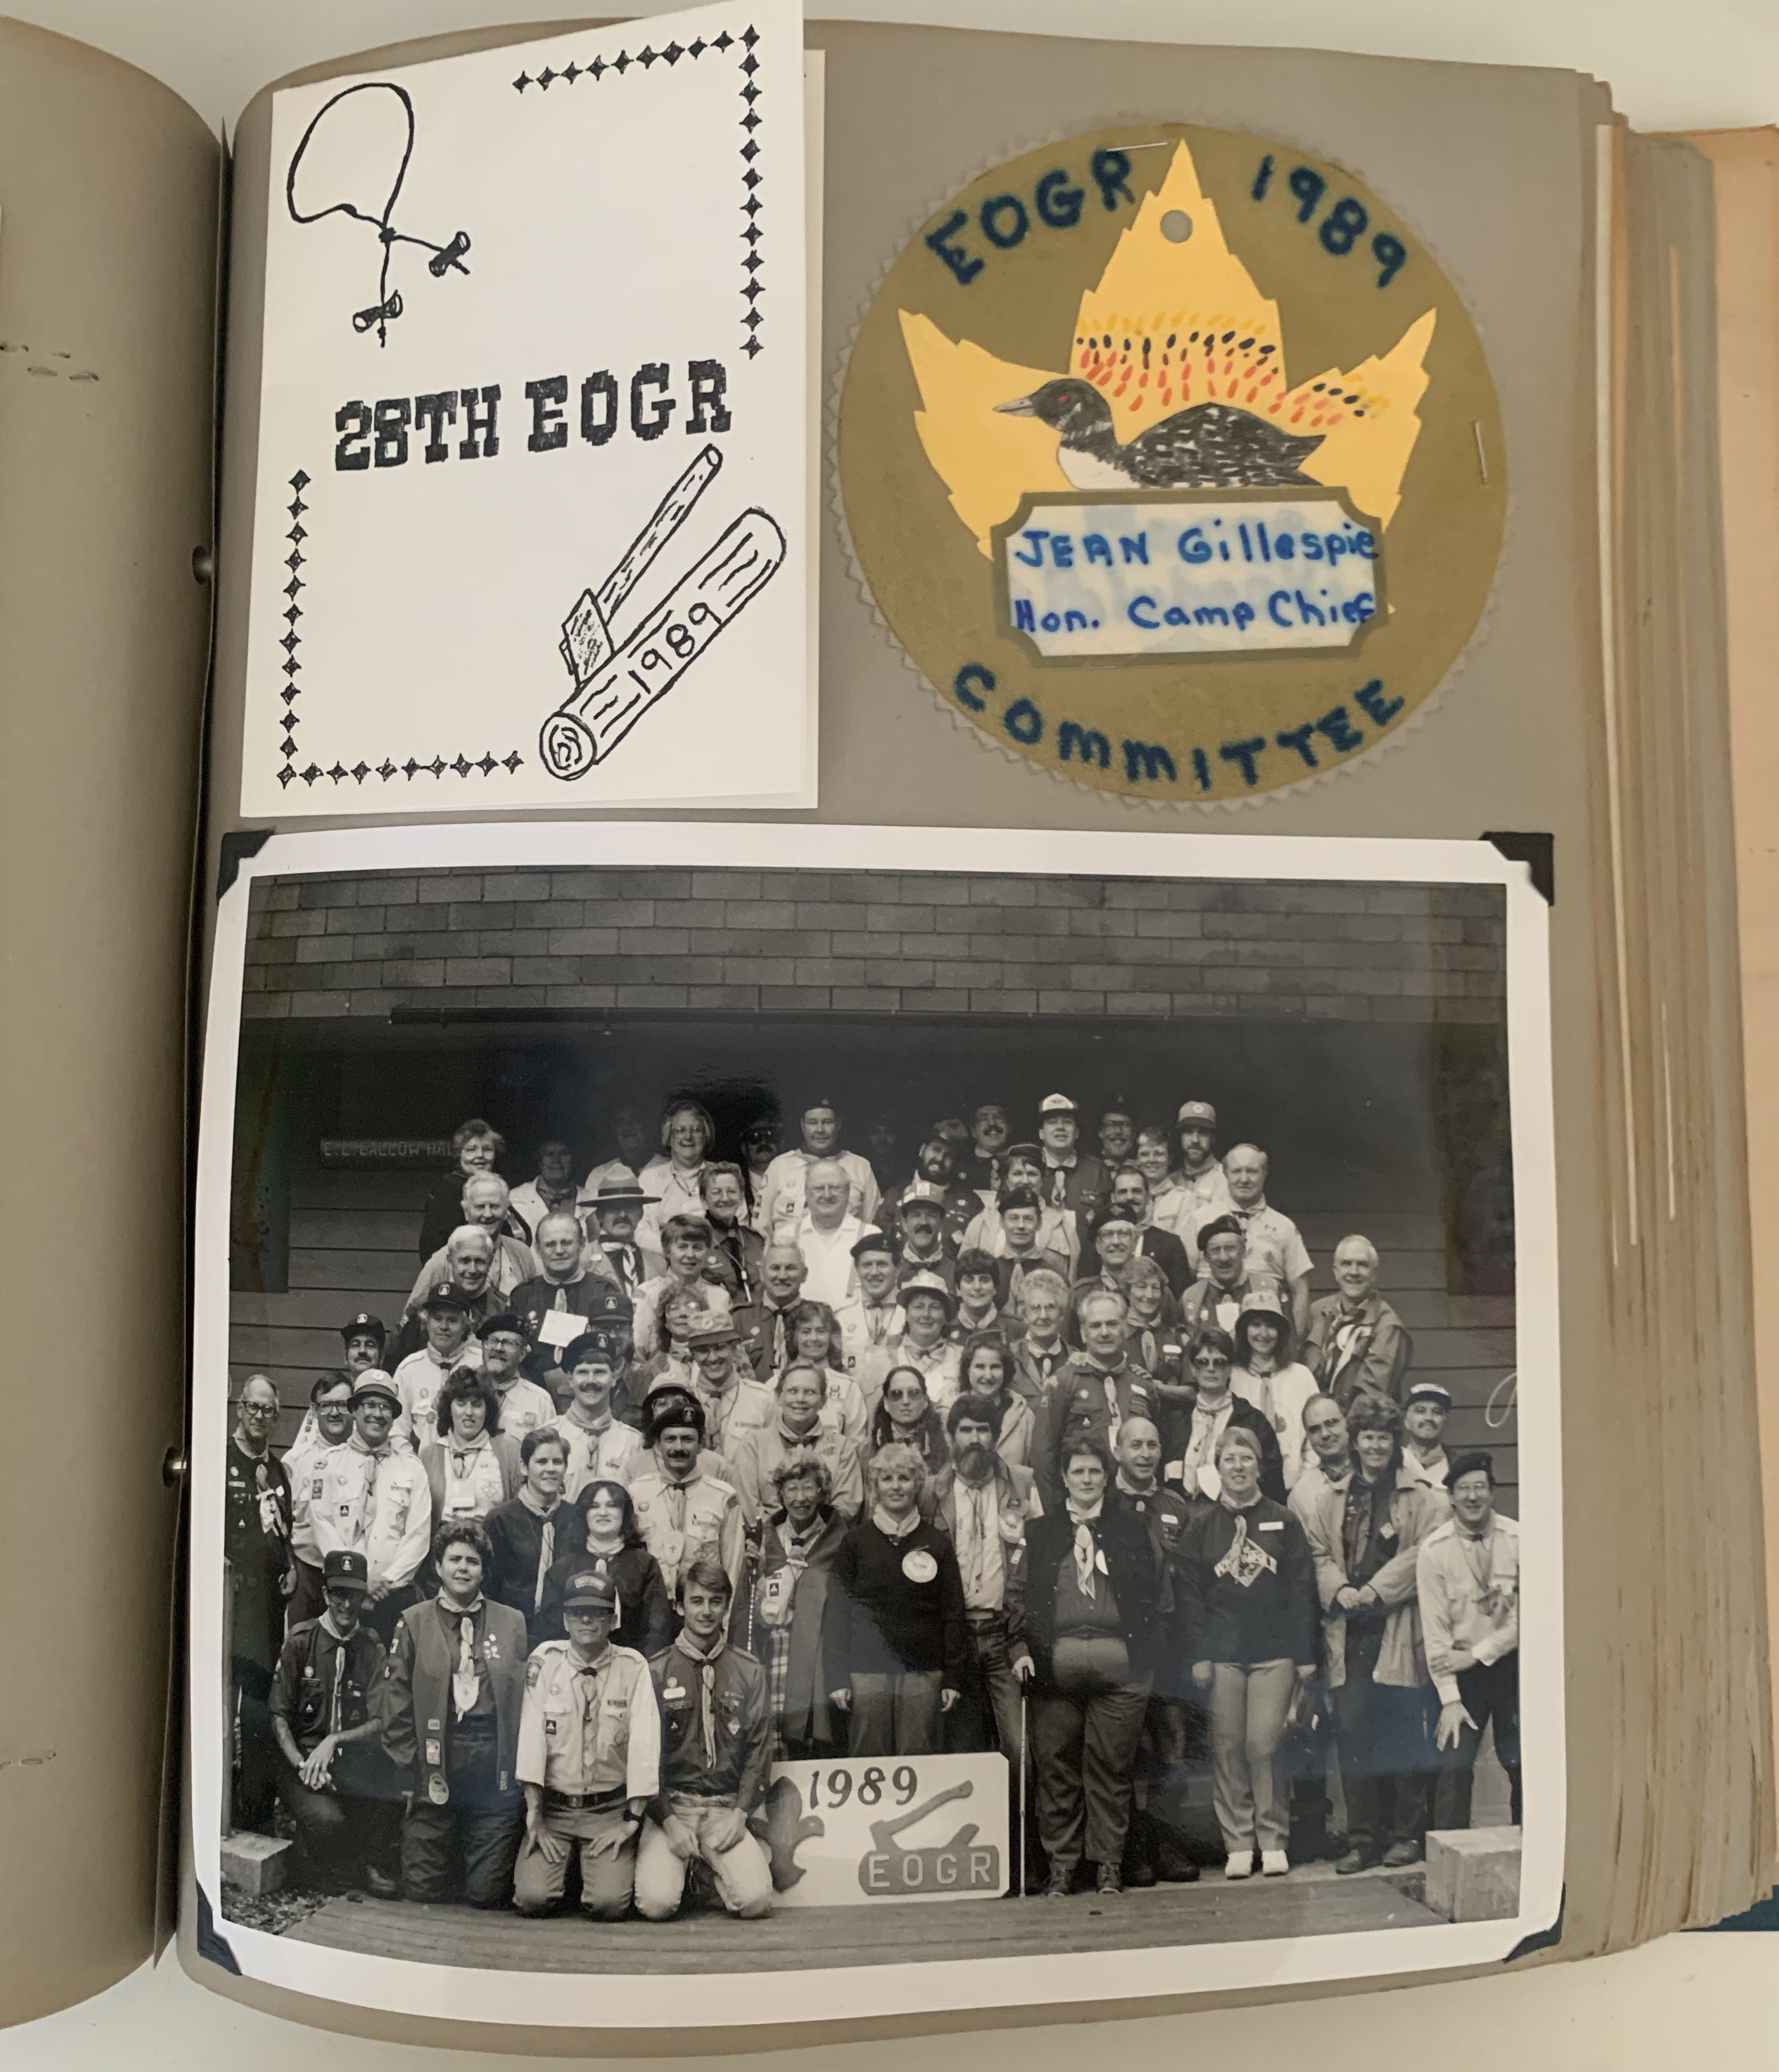 28TH EOGR
1989
EOGR 1989
JEAN Gillespie
Hon. Camp Chief
COMMITTEE
1989
EOGR